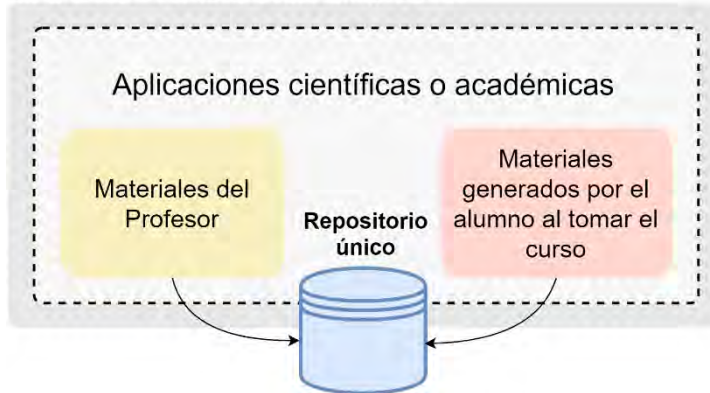 Aplicaciones científicas o académicas
Materiales del
Profesor
Materiales
generados por el
alumno al tomar el
curso
Repositorio
único